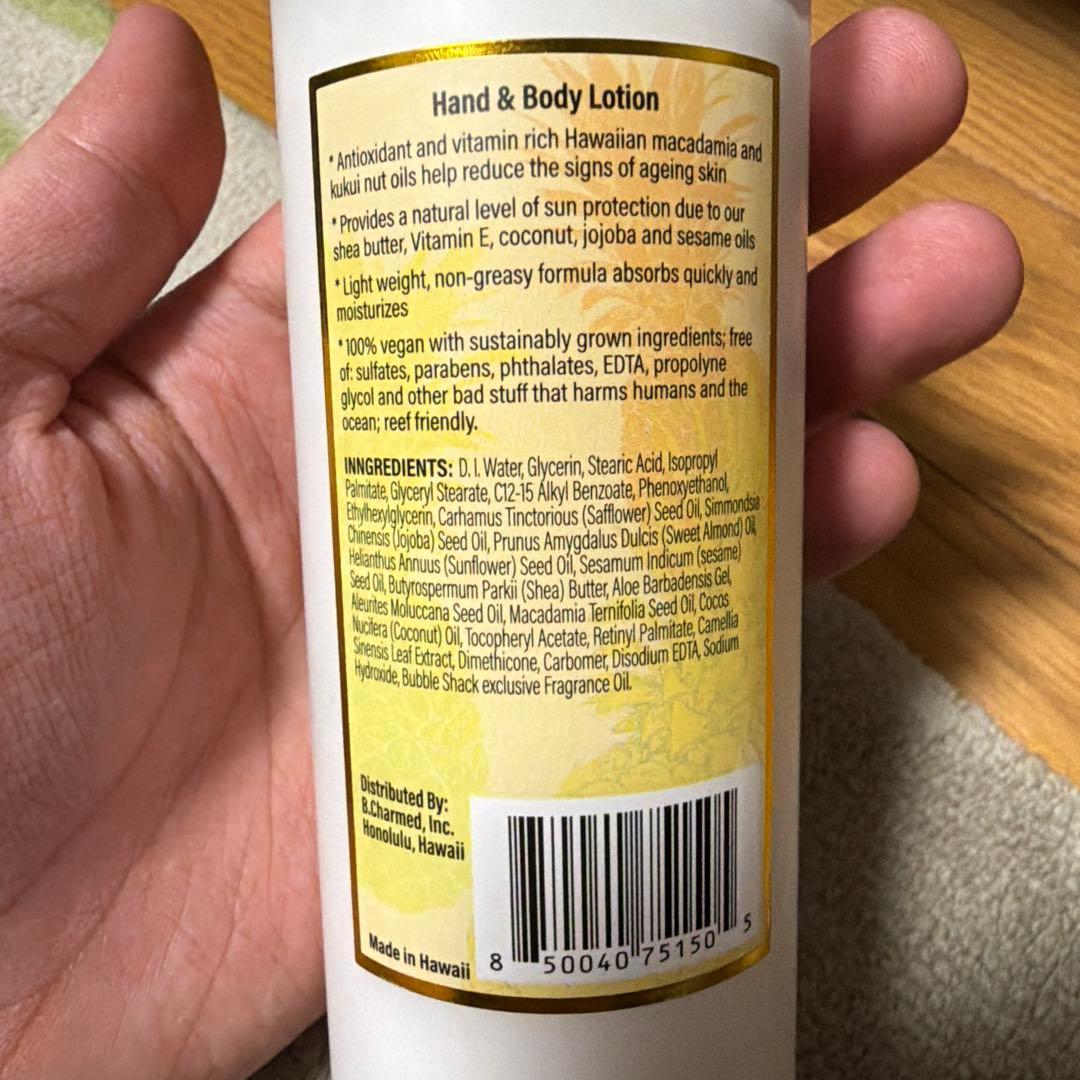 Hand & Body Lotion
* Antioxidant and vitamin rich Hawaiian macadamia and
kukui nut oils help reduce the signs of ageing skin
* Provides a natural level of sun protection due to our
shea butter, Vitamin E, coconut, jojoba and sesame oils
* Light weight, non-greasy formula absorbs quickly and
moisturizes
* 100% vegan with sustainably grown ingredients; free
of: sulfates, parabens, phthalates, EDTA, propolyne
glycol and other bad stuff that harms humans and the
ocean; reef friendly.
INNGREDIENTS: D. I. Water, Glycerin, Stearic Acid, Isopropyl
Palmitate, Glyceryl Stearate, C12-15 Alkyl Benzoate, Phenoxyethanol,
Ethylhexylglycerin, Carhamus Tinctorious (Safflower) Seed Oil, Simmondsia
Chinensis (Jojoba) Seed Oil, Prunus Amygdalus Dulcis (Sweet Almond) Oil,
Helianthus Annuus (Sunflower) Seed Oil, Sesamum Indicum (sesame)
Seed Oil, Butyrospermum Parkii (Shea) Butter, Aloe Barbadensis Gel,
Aleurites Moluccana Seed Oil, Macadamia Ternifolia Seed Oil, Cocos
Nucifera (Coconut) Oil, Tocopheryl Acetate, Retinyl Palmitate, Camellia
Sinensis Leaf Extract, Dimethicone, Carbomer, Disodium EDTA, Sodium
Hydroxide, Bubble Shack exclusive Fragrance Oil.
Distributed By:
B.Charmed, Inc.
Honolulu, Hawaii
Made in Hawaii
8 50040 75150 5